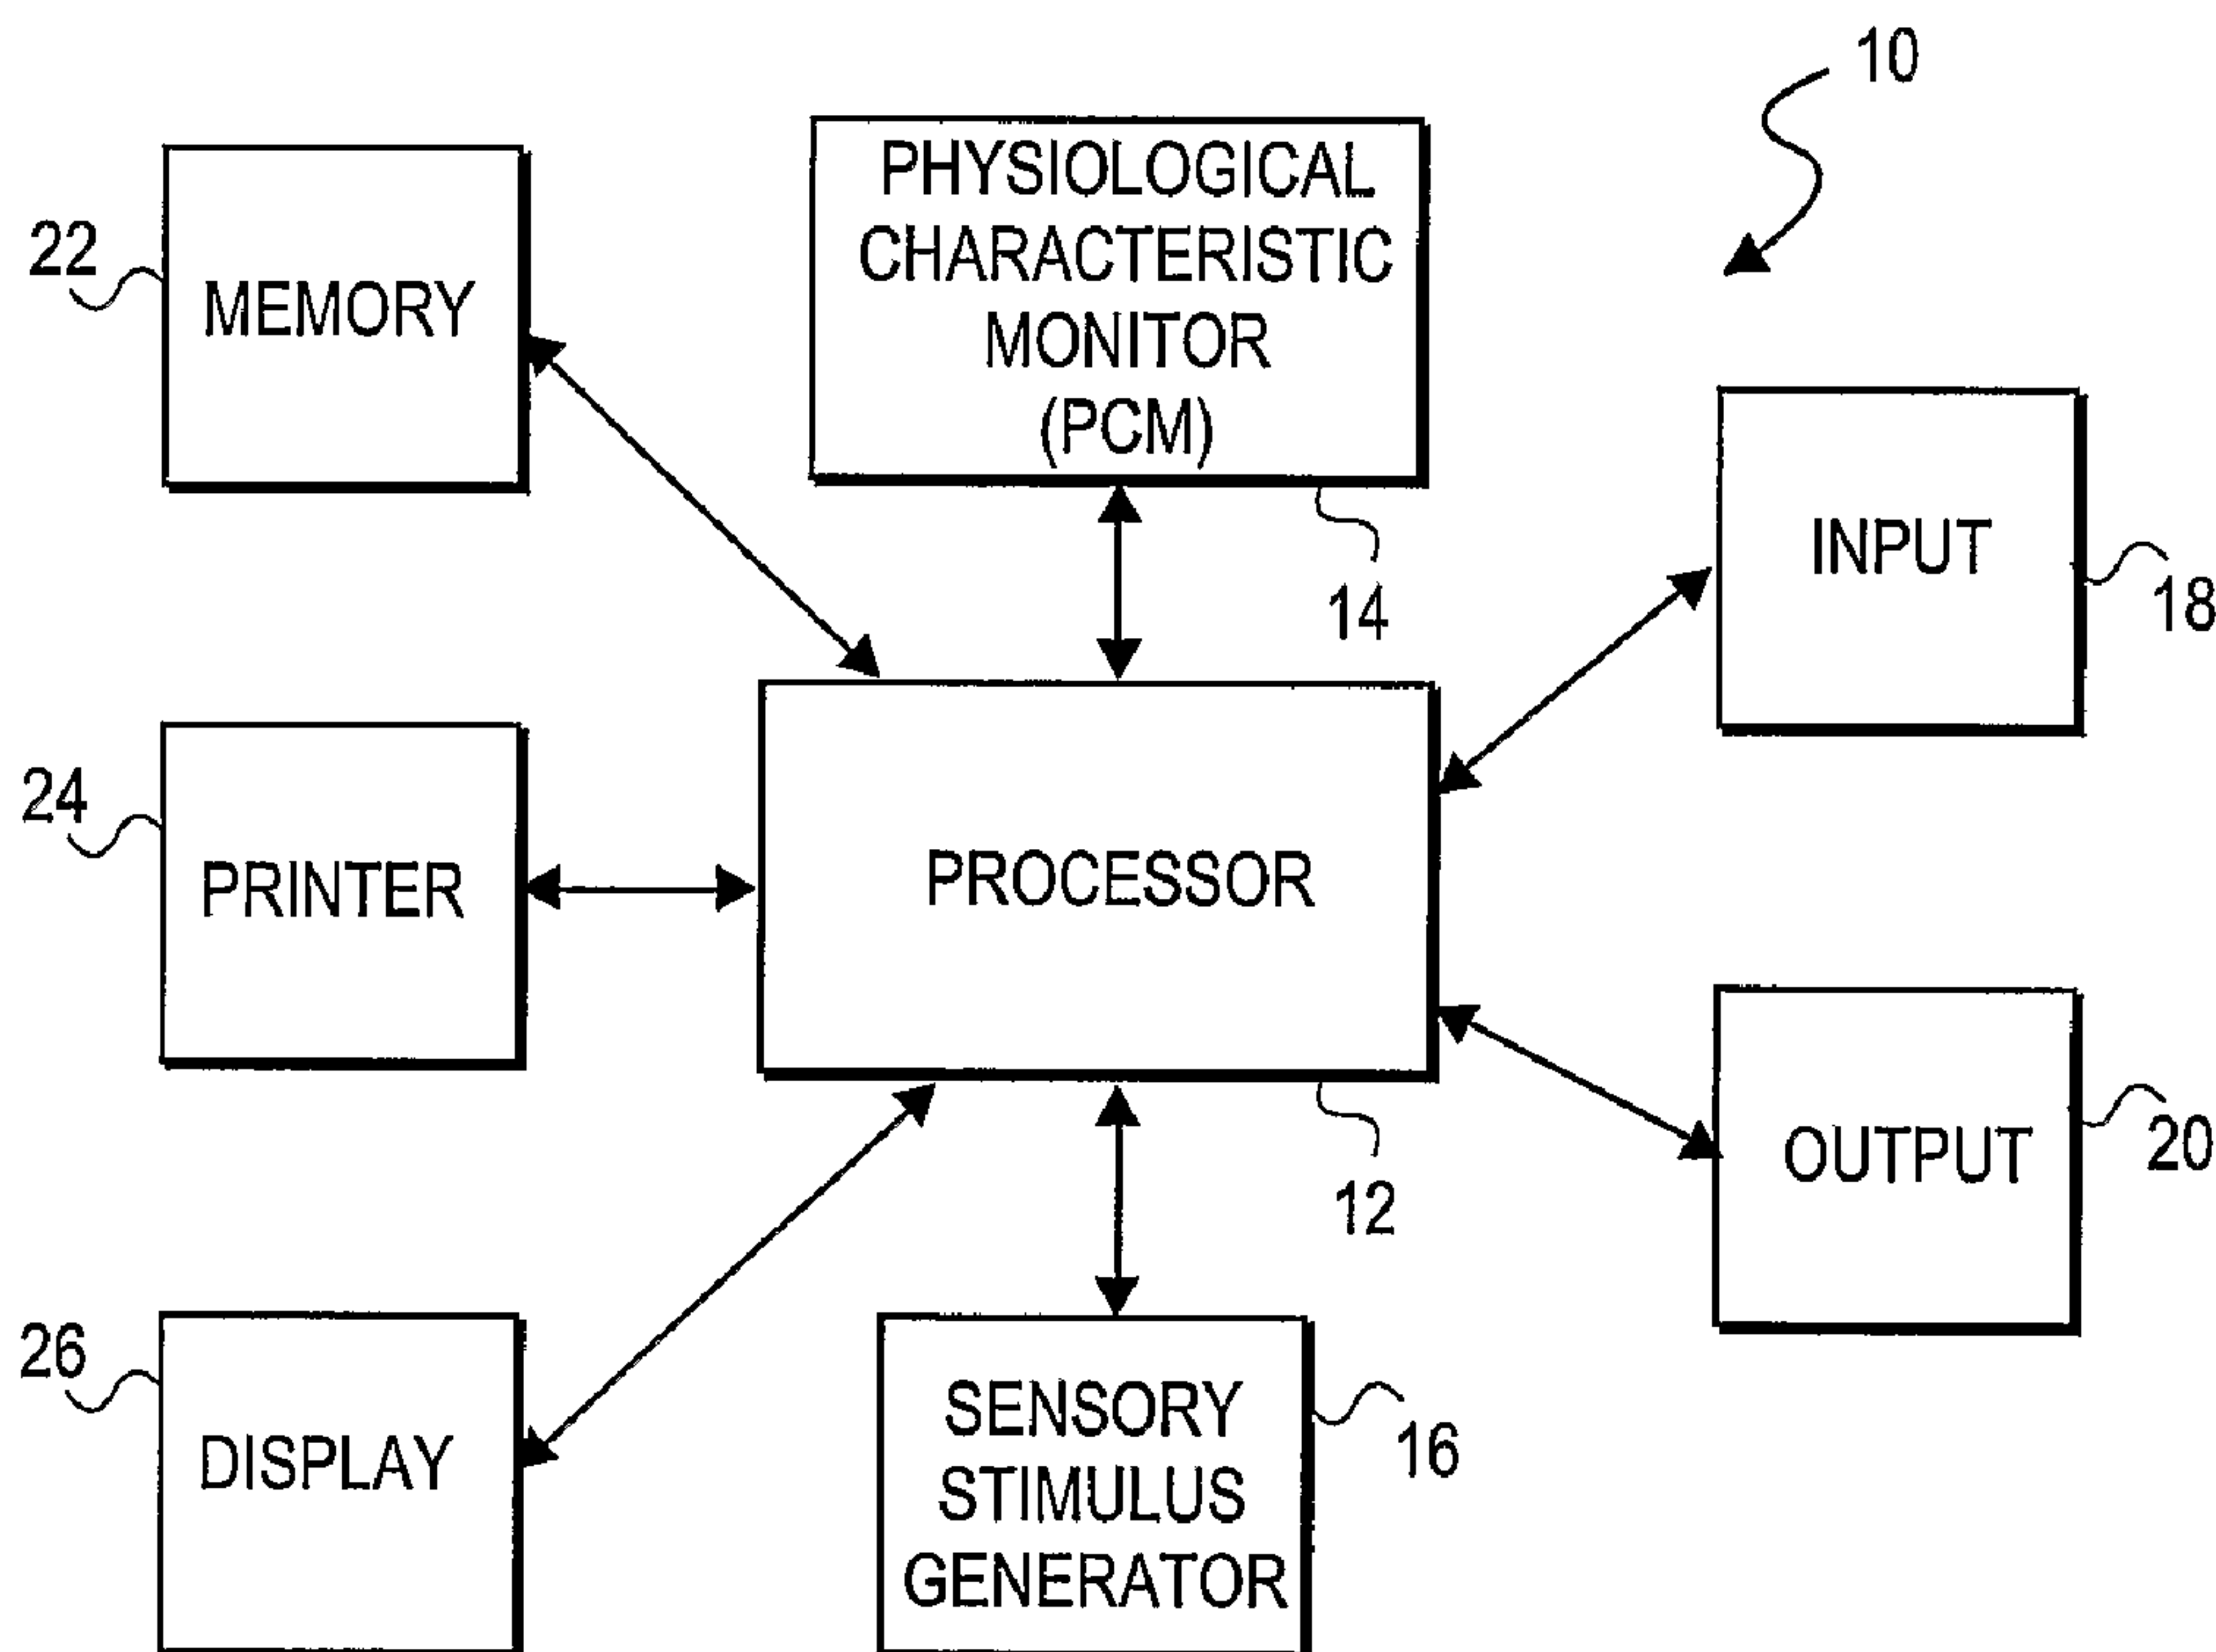 10
PHYSIOLOGICAL
CHARACTERISTIC
MONITOR
(PCM)
22
MEMORY
INPUT
14
18
24
PRINTER
PROCESSOR
OUTPUT
20
12
26
DISPLAY
SENSORY
STIMULUS
GENERATOR
16